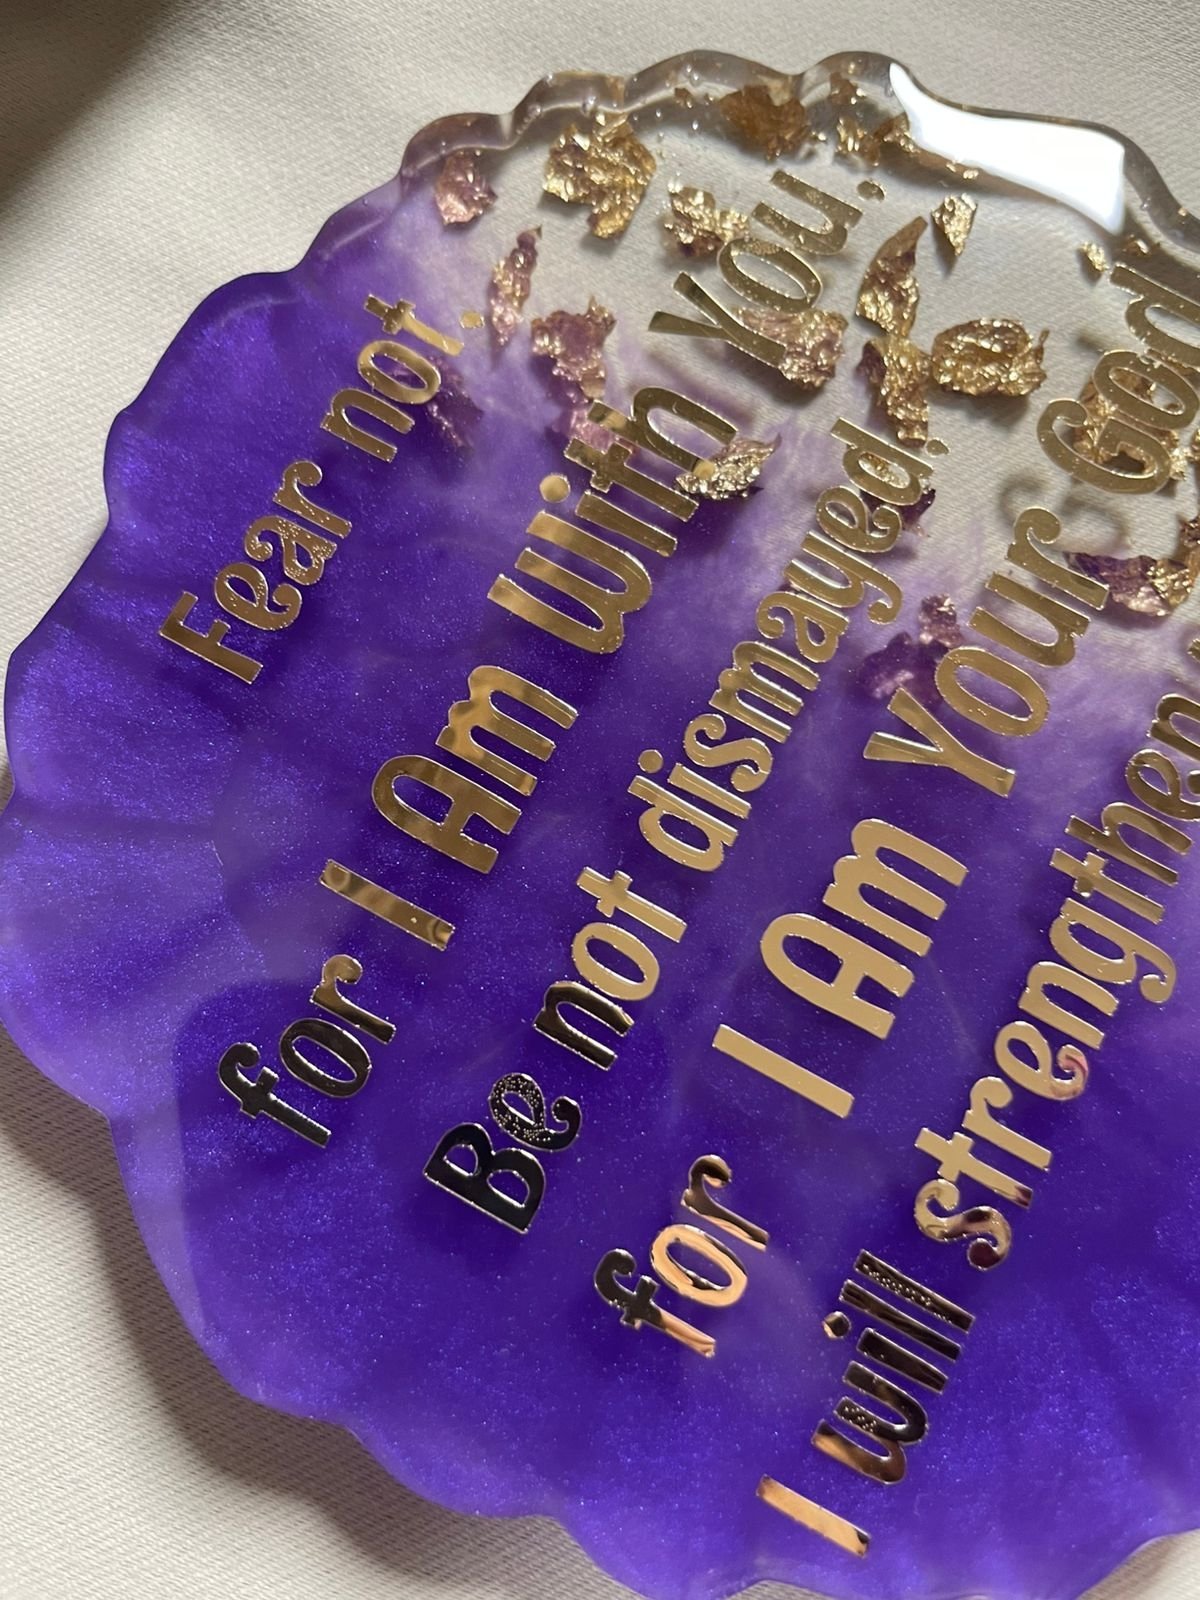 Fear not.
for I Am With You.
Be not dismayed.
for I Am Your God
I will strengthen